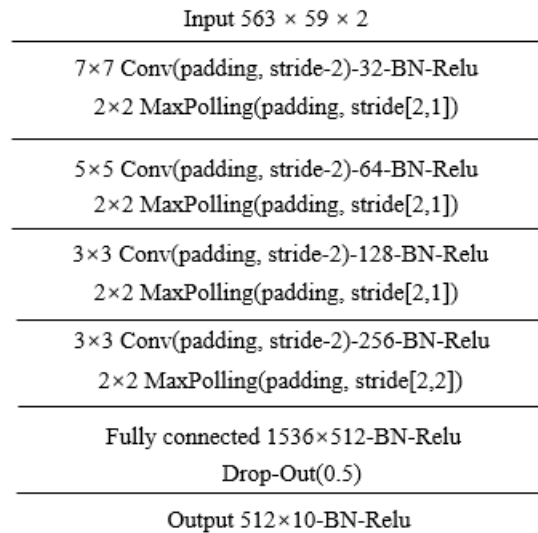 Input 563 × 59 × 2
7×7 Conv(padding, stride-2)-32-BN-Relu
2×2 MaxPolling(padding, stride[2,1])
5×5 Conv(padding, stride-2)-64-BN-Relu
2×2 MaxPolling(padding, stride[2,1])
3×3 Conv(padding, stride-2)-128-BN-Relu
2×2 MaxPolling(padding, stride[2,1])
3×3 Conv(padding, stride-2)-256-BN-Relu
2×2 MaxPolling(padding, stride[2,2])
Fully connected 1536×512-BN-Relu
Drop-Out(0.5)
Output 512×10-BN-Relu